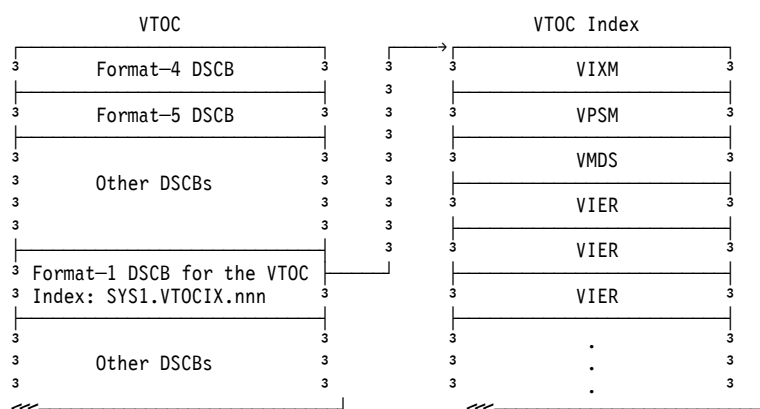 VTOC
VTOC Index
Format—4 DSCB
VIXM
Format—5 DSCB
VPSM
Other DSCBs
VMDS
VIER
VIER
Format—1 DSCB for the VTOC
Index: SYS1.VTOCIX.nnn
VIER
Other DSCBs
.
.
.